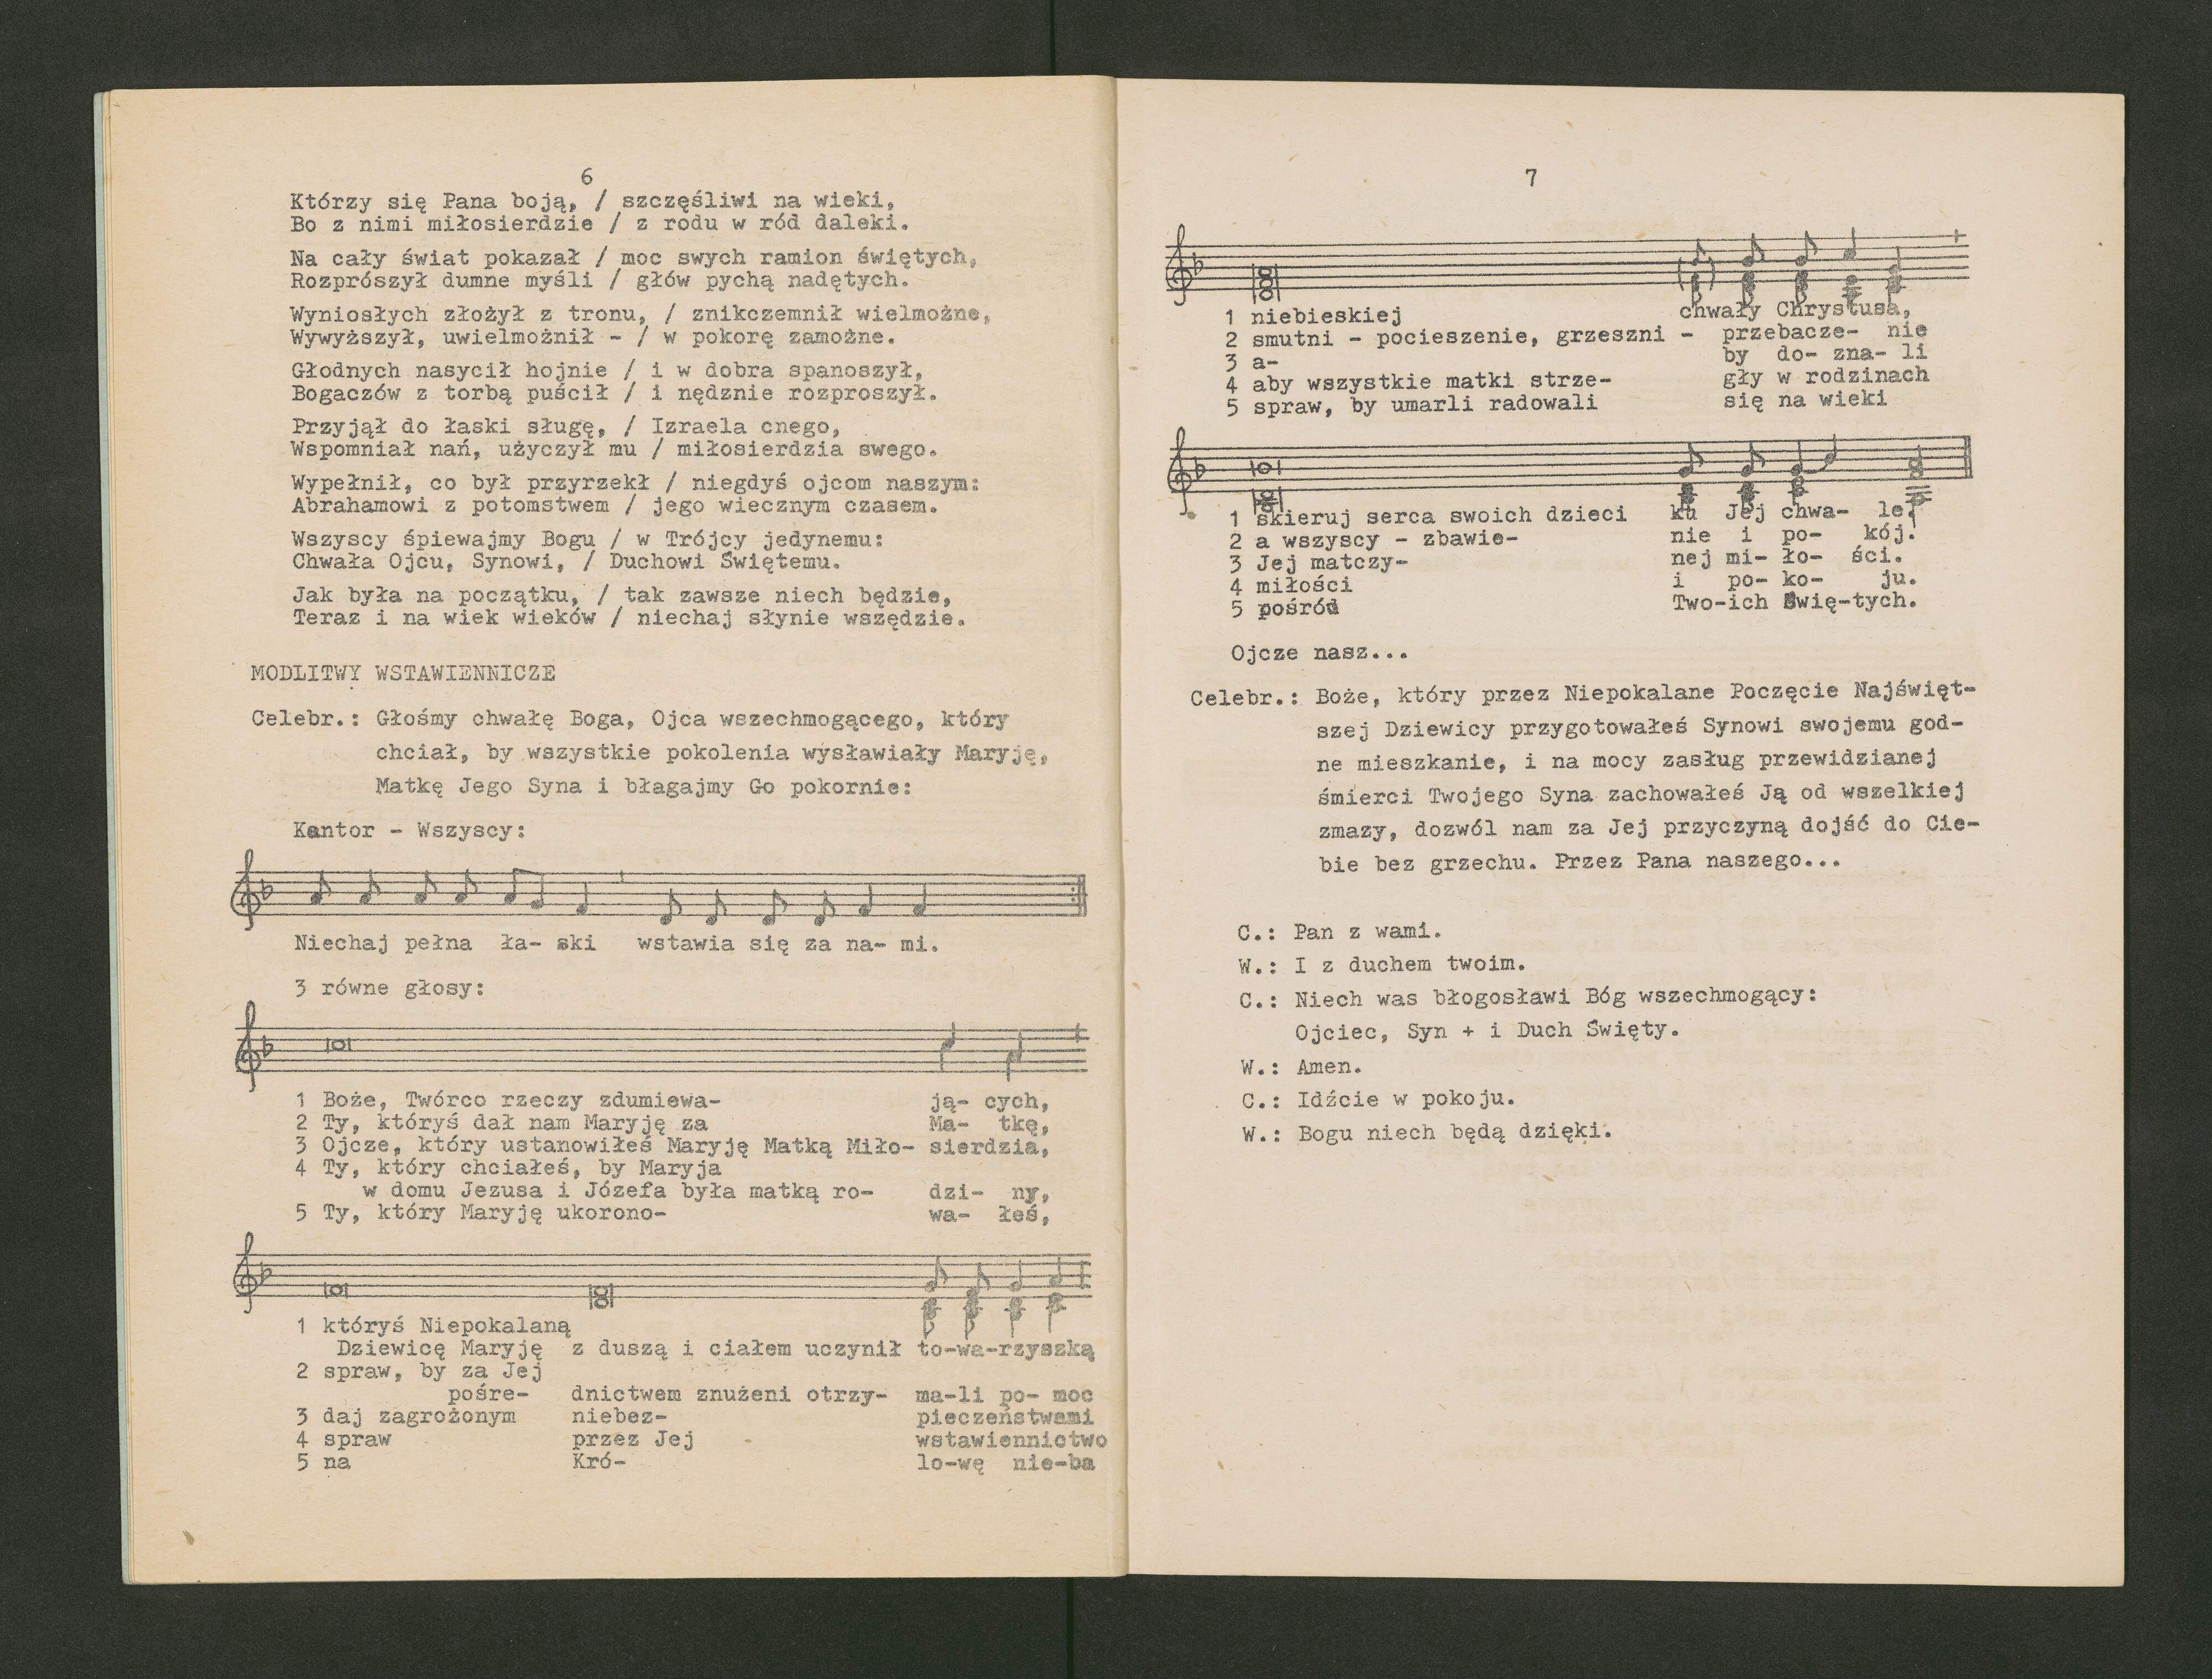 6
Którzy się Pana boją, / szczęśliwi na wieki,
Bo z nimi miłosierdzie / z rodu w ród daleki.
Na cały świat pokazał / moc swych ramion świętych,
Rozprószył dumne myśli / głów pychą nadętych.
Wyniosłych złożył z tronu, / znikczemnił wielmożne,
Wywyższył, uwielmożnił - / w pokorę zamożne.
Głodnych nasycił hojnie / i w dobra spanoszył,
Bogaczów z torbą puścił / i nędznie rozproszył.
Przyjął do łaski sługę, / Izraela cnego,
Wspomniał nań, użyczył mu / miłosierdzia swego.
Wypełnił, co był przyrzekł / niegdyś ojcom naszym:
Abrahamowi z potomstwem / jego wiecznym czasem.
Wszyscy śpiewajmy Bogu / w Trójcy jedynemu:
Chwała Ojcu, Synowi, / Duchowi Świętemu.
Jak była na początku, / tak zawsze niech będzie,
Teraz i na wiek wieków / niechaj słynie wszędzie.
MODLITWY WSTAWIENNICZE
Celebr.: Głośmy chwałę Boga, Ojca wszechmogącego, który
chciał, by wszystkie pokolenia wysławiały Maryję,
Matkę Jego Syna i błagajmy Go pokornie:
Kantor - Wszyscy:
Niechaj pełna ła- ski wstawia się za na- mi.
3 równe głosy:
1 Boże, Twórco rzeczy zdumiewa- ją- cych,
2 Ty, któryś dał nam Maryję za Ma- tkę,
3 Ojcze, który ustanowiłeś Maryję Matką Miło- sierdzia,
4 Ty, który chciałeś, by Maryja
w domu Jezusa i Józefa była matką ro- dzi- ny,
5 Ty, który Maryję ukorono- wa- łeś,
1 któryś Niepokalaną
Dziewicę Maryję z duszą i ciałem uczynił to-wa-rzyszką
2 spraw, by za Jej
pośre- dnictwem znużeni otrzy- ma-li po- moc
3 daj zagrożonym niebez- pieczeństwami
4 spraw przez Jej wstawiennictwo
5 na Kró- lo-wę nie-ba
7
1 niebieskiej chwały Chrystusa,
2 smutni - pocieszenie, grzeszni - przebacze- nie
3 a- by do- zna- li
4 aby wszystkie matki strze- gły w rodzinach
5 spraw, by umarli radowali się na wieki
1 skieruj serca swoich dzieci ku Jej chwa- le.
2 a wszyscy - zbawie- nie i po- kój.
3 Jej matczy- nej mi- ło- ści.
4 miłości i po- ko- ju.
5 pośród Two-ich Świę-tych.
Ojcze nasz...
Celebr.: Boże, który przez Niepokalane Poczęcie Najświęt-
szej Dziewicy przygotowałeś Synowi swojemu god-
ne mieszkanie, i na mocy zasług przewidzianej
śmierci Twojego Syna zachowałeś Ją od wszelkiej
zmazy, dozwól nam za Jej przyczyną dojść do Cie-
bie bez grzechu. Przez Pana naszego...
C.: Pan z wami.
W.: I z duchem twoim.
C.: Niech was błogosławi Bóg wszechmogący:
Ojciec, Syn + i Duch Święty.
W.: Amen.
C.: Idźcie w pokoju.
W.: Bogu niech będą dzięki.